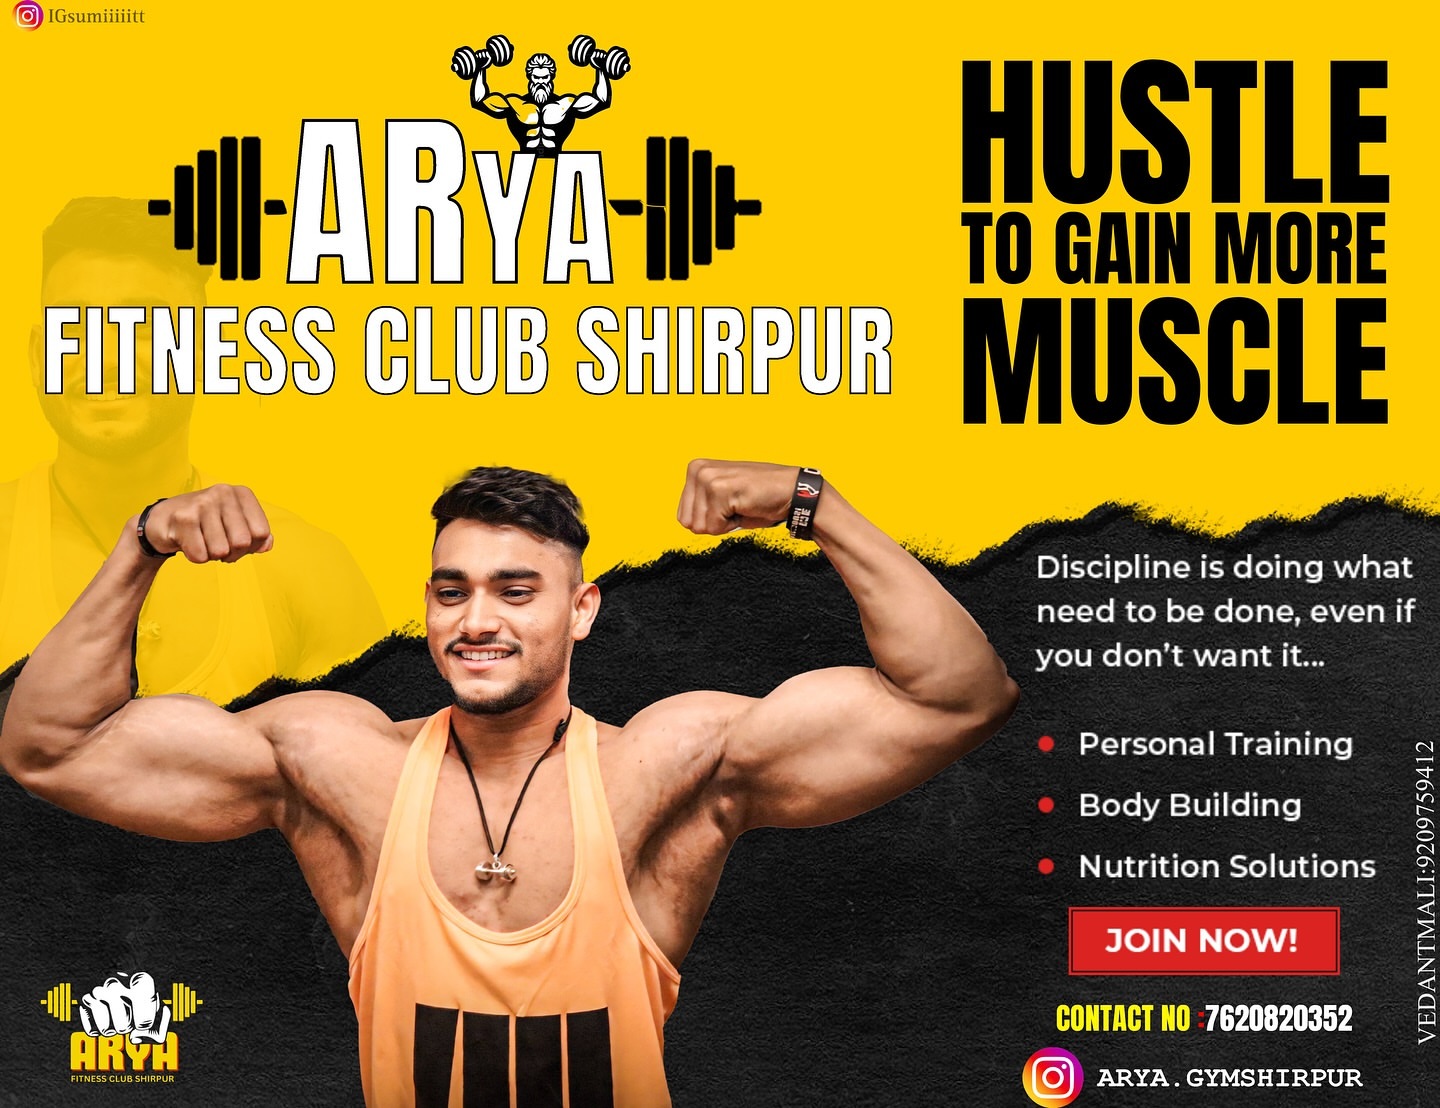 IGsumiiiiitt
ARYA
FITNESS CLUB SHIRPUR
HUSTLE
TO GAIN MORE
MUSCLE
Discipline is doing what
need to be done, even if
you don't want it...
Personal Training
Body Building
Nutrition Solutions
JOIN NOW!
CONTACT NO :7620820352
ARYA.GYMSHIRPUR
VEDANTMALI:9209759412
ARYA
FITNESS CLUB SHIRPUR